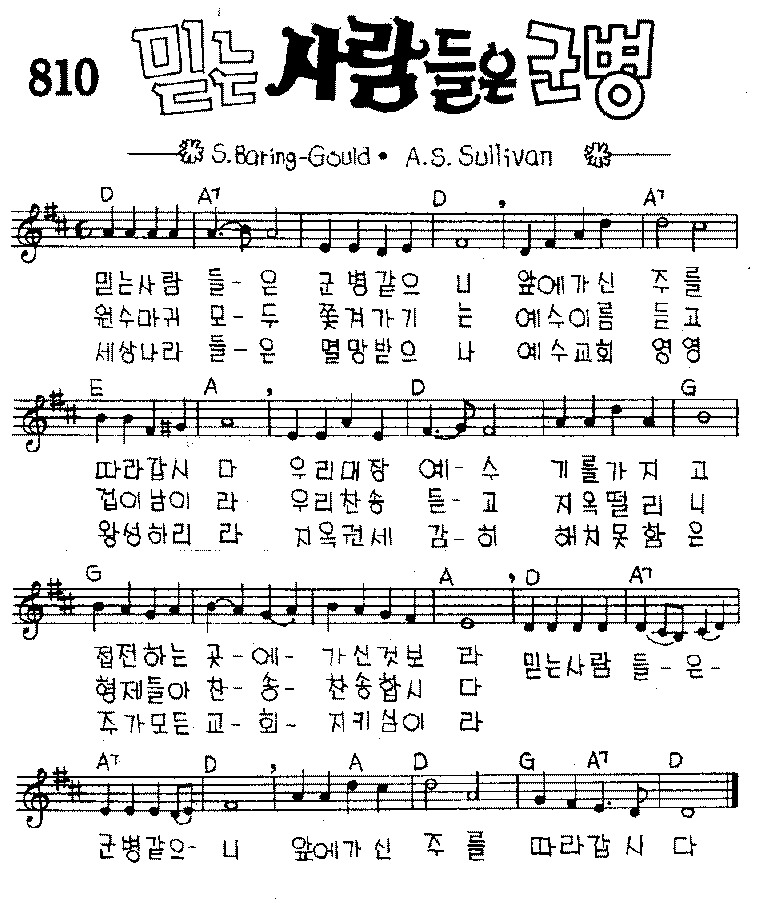 810 믿는 사람들은 군병
S. Baring-Gould • A.S. Sullivan
D A7 D A7
믿는사람 들-은 군병같으 니 앞에가신 주를
원수마귀 모-두 쫓겨가기 는 예수이름 듣고
세상나라 들-은 멸망받으 나 예수교회 영영
E A D G
따라갑시 다 우리대장 예-수 기를가지 고
겁이남이 라 우리찬송 듣-고 지옥떨리 니
왕성하리 라 지옥권세 감-히 해치못함 은
G A D A7
접전하는 곳-에- 가신것보 라 믿는사람 들-은-
형제들아 찬-송- 찬송합시 다
주가모든 교-회- 지키심이 라
A7 D A D G A7 D
군병같으- 니 앞에가신 주를 따라갑시 다